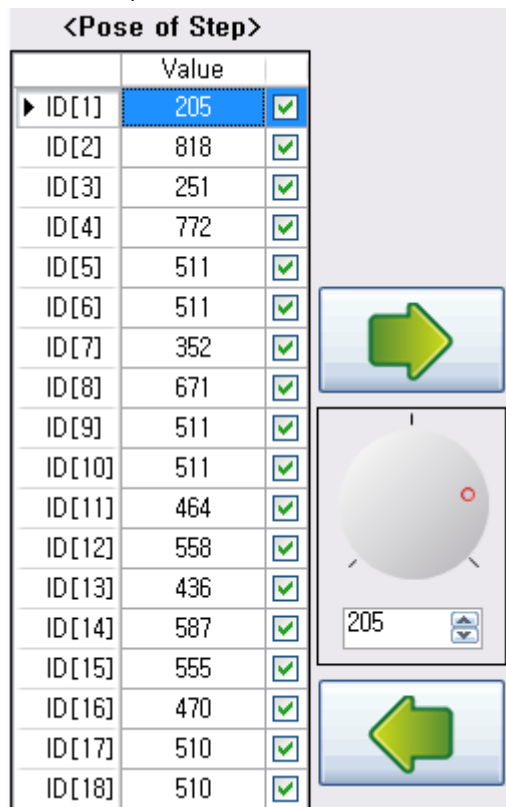 <Pose of Step>
Value
ID[1] 205
ID[2] 818
ID[3] 251
ID[4] 772
ID[5] 511
ID[6] 511
ID[7] 352
ID[8] 671
ID[9] 511
ID[10] 511
ID[11] 464
ID[12] 558
ID[13] 436
ID[14] 587
ID[15] 555
ID[16] 470
ID[17] 510
ID[18] 510
205